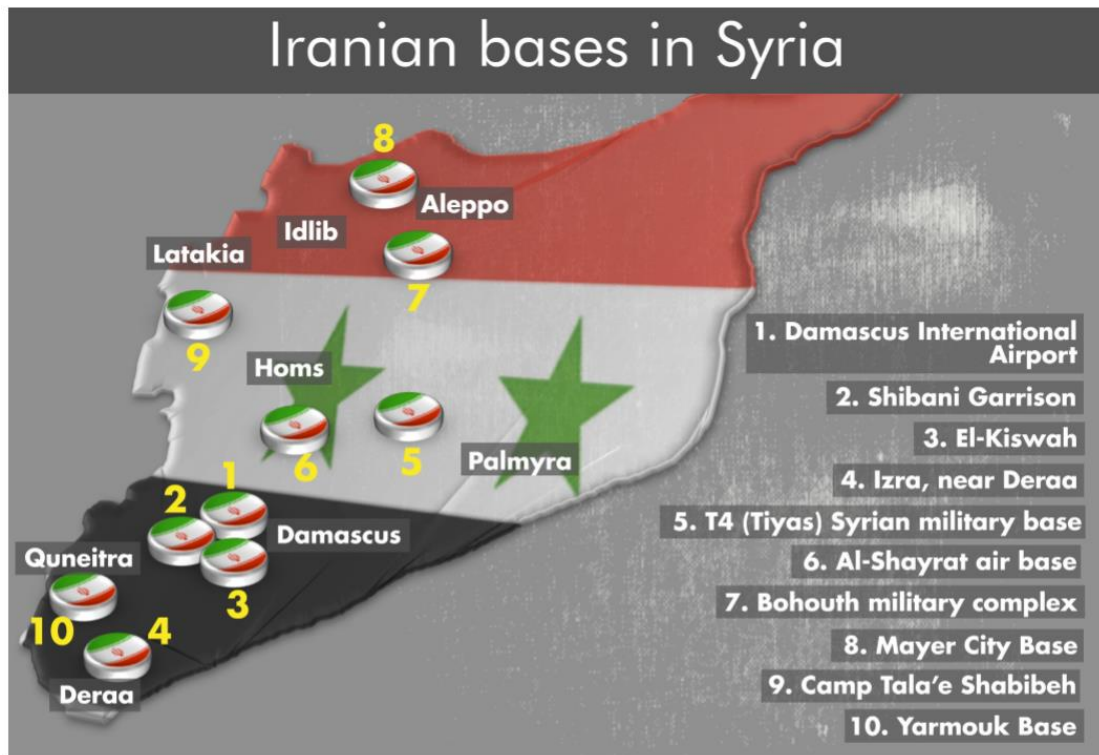 Iranian bases in Syria
8
Aleppo
Idlib
Latakia
7
9
Homs
6
5
Palmyra
1
2
Damascus
Quneitra
3
10
4
Deraa
1. Damascus International
Airport
2. Shibani Garrison
3. El-Kiswah
4. Izra, near Deraa
5. T4 (Tiyas) Syrian military base
6. Al-Shayrat air base
7. Bohouth military complex
8. Mayer City Base
9. Camp Tala'e Shabibeh
10. Yarmouk Base